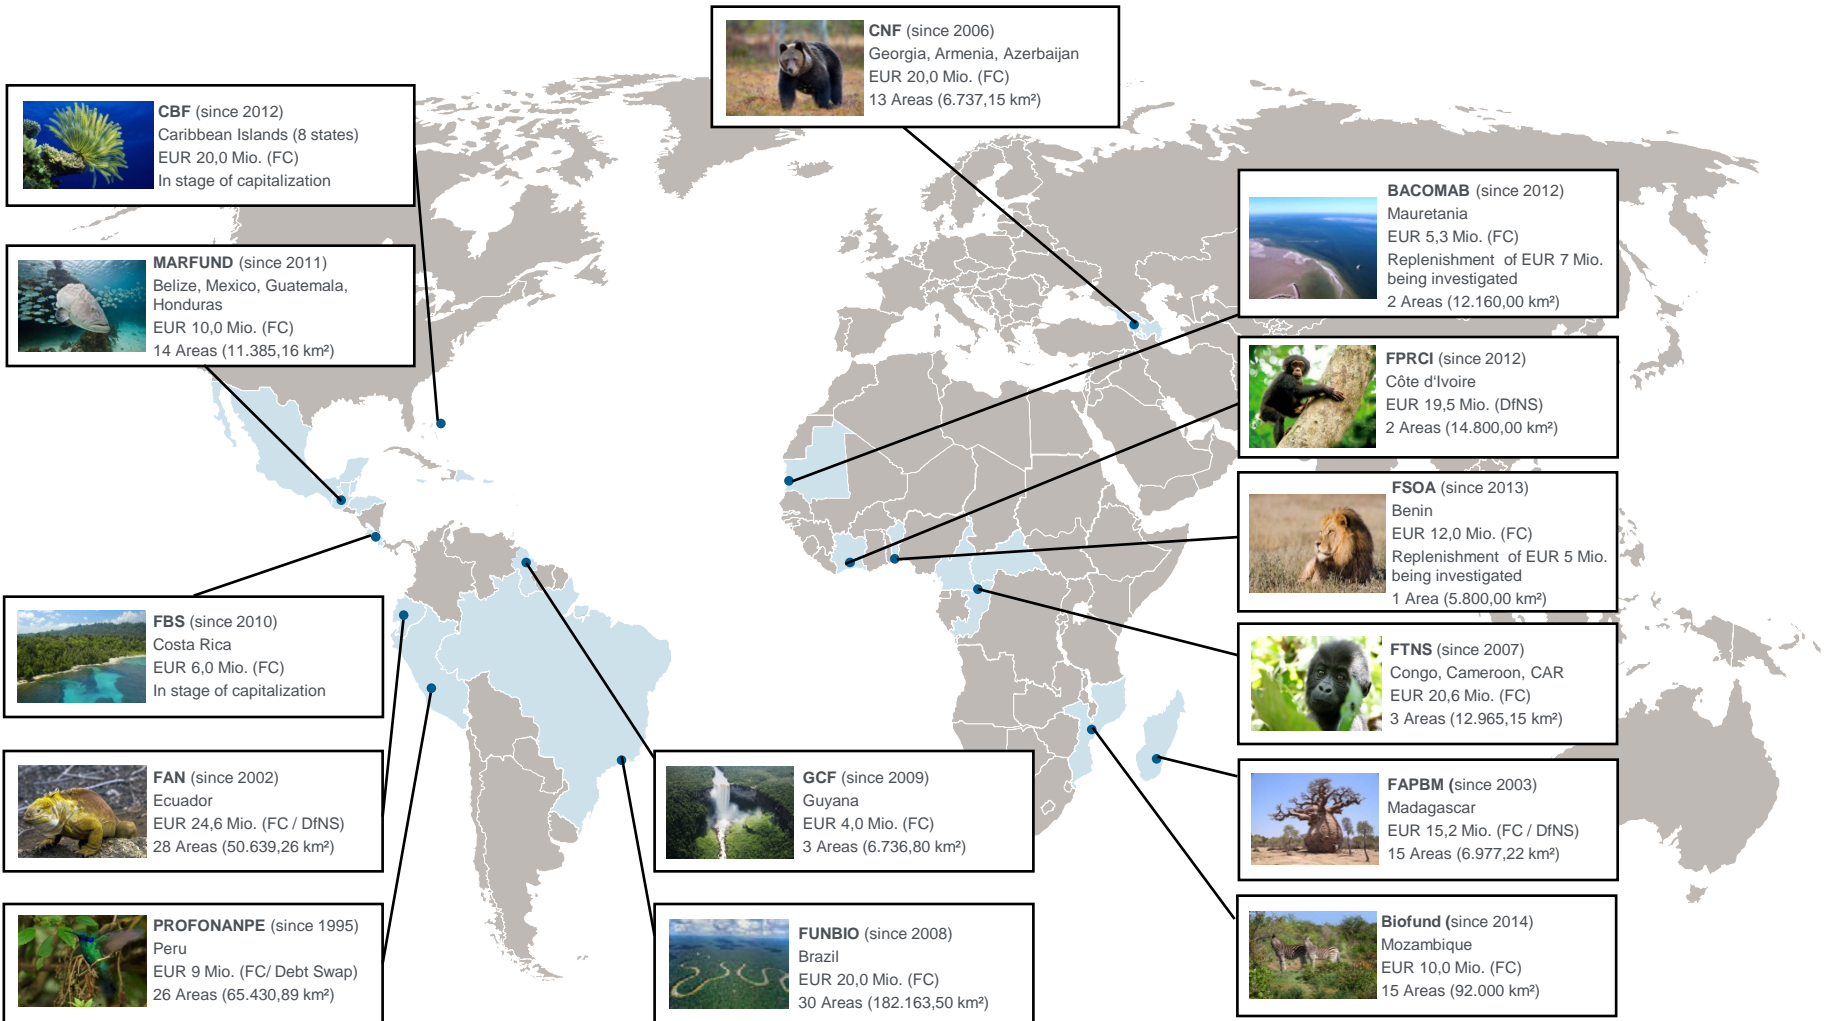 CNF (since 2006)
Georgia, Armenia, Azerbaijan
EUR 20,0 Mio. (FC)
13 Areas (6.737,15 km²)
CBF (since 2012)
Caribbean Islands (8 states)
EUR 20,0 Mio. (FC)
In stage of capitalization
MARFUND (since 2011)
Belize, Mexico, Guatemala,
Honduras
EUR 10,0 Mio. (FC)
14 Areas (11.385,16 km²)
FBS (since 2010)
Costa Rica
EUR 6,0 Mio. (FC)
In stage of capitalization
FAN (since 2002)
Ecuador
EUR 24,6 Mio. (FC / DfNS)
28 Areas (50.639,26 km²)
PROFONANPE (since 1995)
Peru
EUR 9 Mio. (FC/ Debt Swap)
26 Areas (65.430,89 km²)
GCF (since 2009)
Guyana
EUR 4,0 Mio. (FC)
3 Areas (6.736,80 km²)
FUNBIO (since 2008)
Brazil
EUR 20,0 Mio. (FC)
30 Areas (182.163,50 km²)
BACOMAB (since 2012)
Mauretania
EUR 5,3 Mio. (FC)
Replenishment of EUR 7 Mio.
being investigated
2 Areas (12.160,00 km²)
FPRCI (since 2012)
Côte d‘Ivoire
EUR 19,5 Mio. (DfNS)
2 Areas (14.800,00 km²)
FSOA (since 2013)
Benin
EUR 12,0 Mio. (FC)
Replenishment of EUR 5 Mio.
being investigated
1 Area (5.800,00 km²)
FTNS (since 2007)
Congo, Cameroon, CAR
EUR 20,6 Mio. (FC)
3 Areas (12.965,15 km²)
FAPBM (since 2003)
Madagascar
EUR 15,2 Mio. (FC / DfNS)
15 Areas (6.977,22 km²)
Biofund (since 2014)
Mozambique
EUR 10,0 Mio. (FC)
15 Areas (92.000 km²)